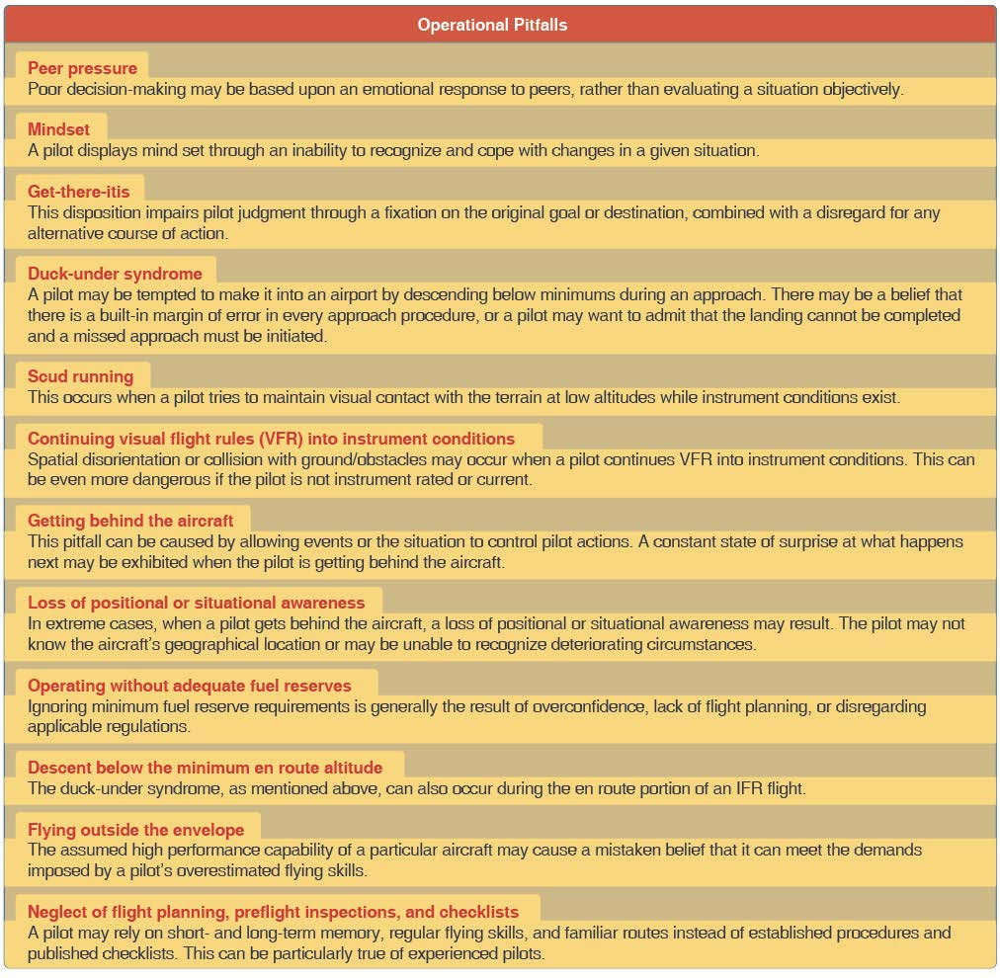 Operational Pitfalls
Peer pressure
Poor decision-making may be based upon an emotional response to peers, rather than evaluating a situation objectively.
Mindset
A pilot displays mind set through an inability to recognize and cope with changes in a given situation.
Get-there-itis
This disposition impairs pilot judgment through a fixation on the original goal or destination, combined with a disregard for any
alternative course of action.
Duck-under syndrome
A pilot may be tempted to make it into an airport by descending below minimums during an approach. There may be a belief that
there is a built-in margin of error in every approach procedure, or a pilot may want to admit that the landing cannot be completed
and a missed approach must be initiated.
Scud running
This occurs when a pilot tries to maintain visual contact with the terrain at low altitudes while instrument conditions exist.
Continuing visual flight rules (VFR) into instrument conditions
Spatial disorientation or collision with ground/obstacles may occur when a pilot continues VFR into instrument conditions. This can
be even more dangerous if the pilot is not instrument rated or current.
Getting behind the aircraft
This pitfall can be caused by allowing events or the situation to control pilot actions. A constant state of surprise at what happens
next may be exhibited when the pilot is getting behind the aircraft.
Loss of positional or situational awareness
In extreme cases, when a pilot gets behind the aircraft, a loss of positional or situational awareness may result. The pilot may not
know the aircraft's geographical location or may be unable to recognize deteriorating circumstances.
Operating without adequate fuel reserves
Ignoring minimum fuel reserve requirements is generally the result of overconfidence, lack of flight planning, or disregarding
applicable regulations.
Descent below the minimum en route altitude
The duck-under syndrome, as mentioned above, can also occur during the en route portion of an IFR flight.
Flying outside the envelope
The assumed high performance capability of a particular aircraft may cause a mistaken belief that it can meet the demands
imposed by a pilot's overestimated flying skills.
Neglect of flight planning, preflight inspections, and checklists
A pilot may rely on short- and long-term memory, regular flying skills, and familiar routes instead of established procedures and
published checklists. This can be particularly true of experienced pilots.